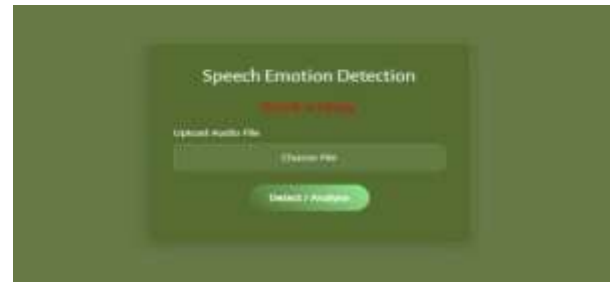 Speech Emotion Detection
Upload Audio File
Choose File
Detect / Analyze